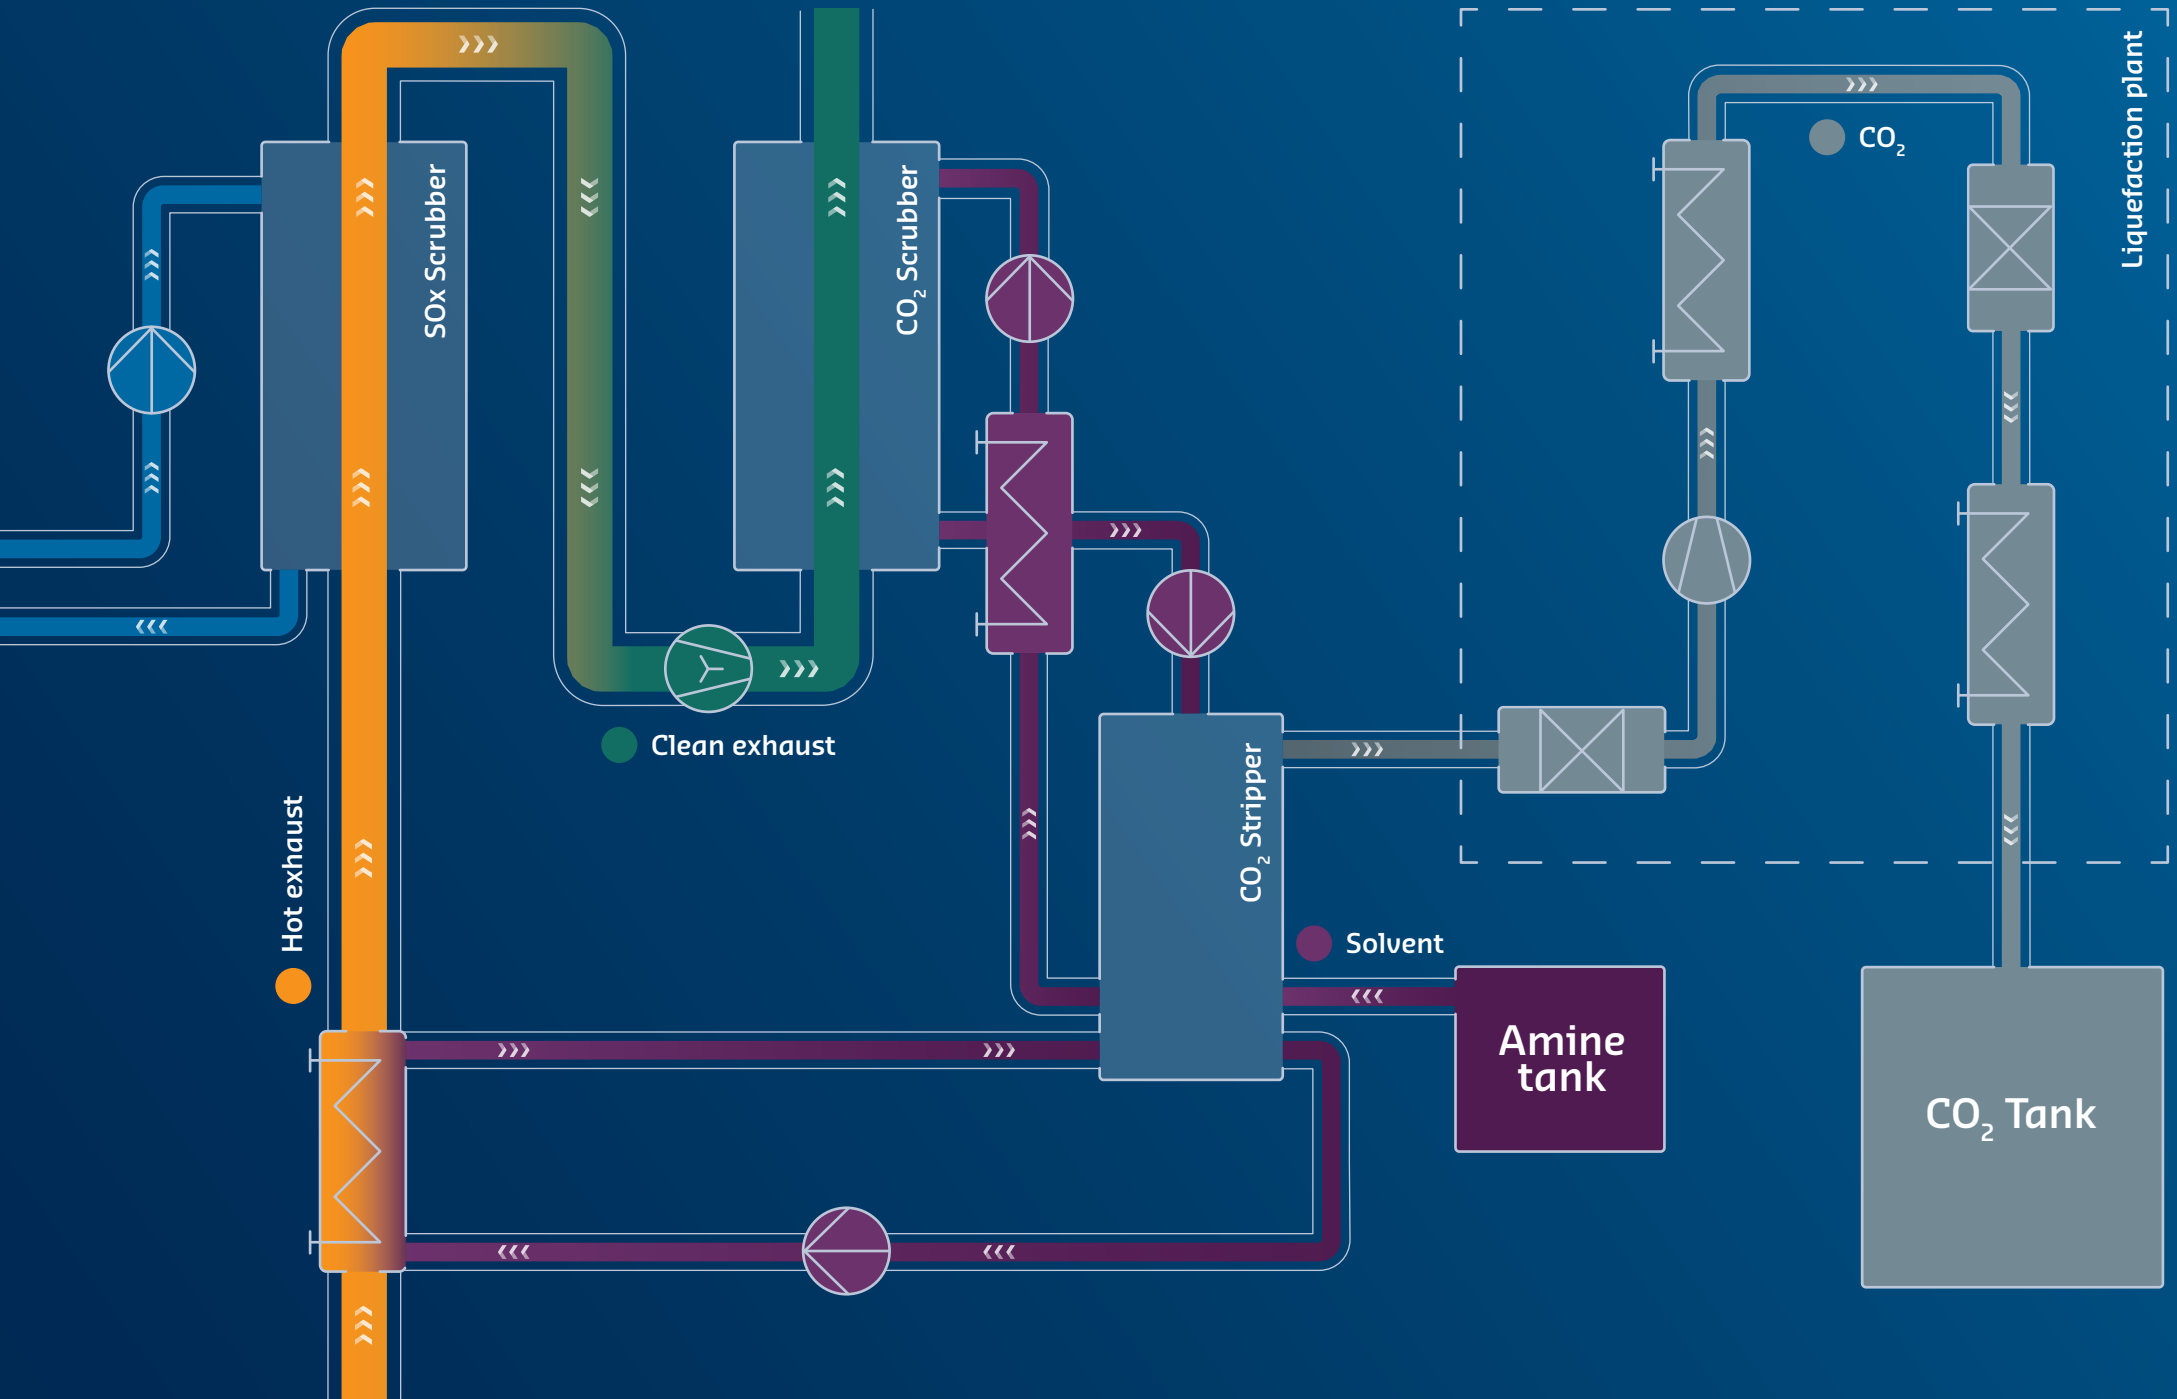 SOx Scrubber
CO₂ Scrubber
CO₂
Liquefaction plant
Clean exhaust
Hot exhaust
CO₂ Stripper
Solvent
Amine
tank
CO₂ Tank